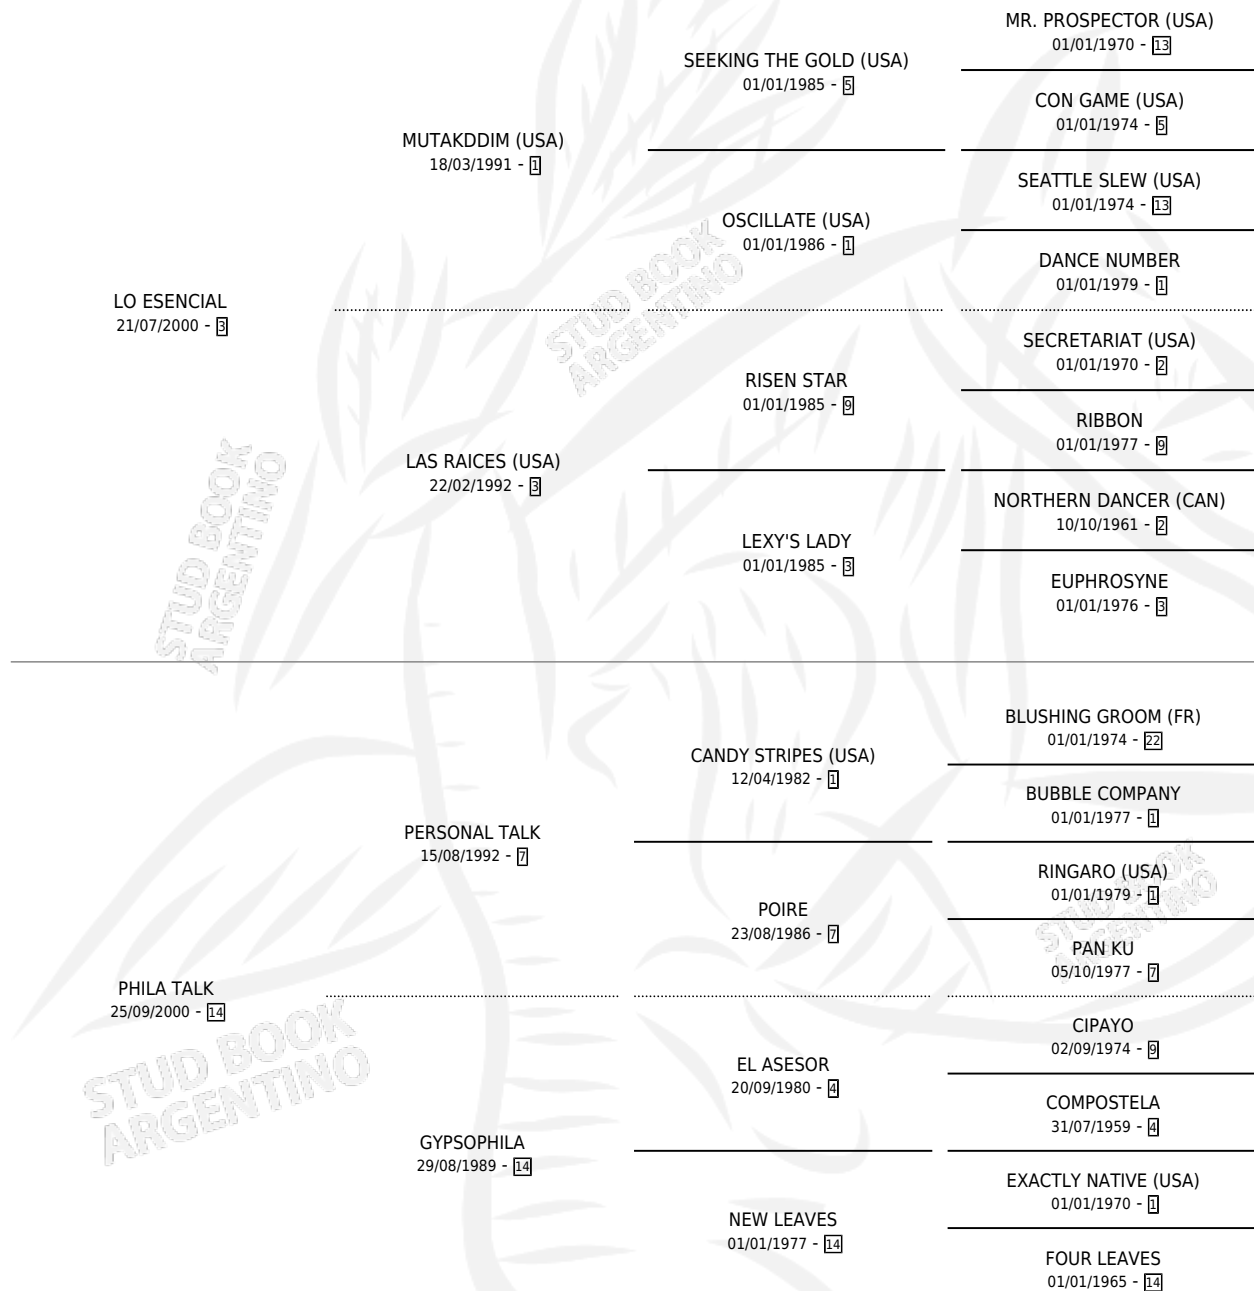 MR. PROSPECTOR (USA)
01/01/1970 - 13
SEEKING THE GOLD (USA)
01/01/1985 - 5
CON GAME (USA)
01/01/1974 - 5
MUTAKDDIM (USA)
18/03/1991 - 1
SEATTLE SLEW (USA)
01/01/1974 - 13
OSCILLATE (USA)
01/01/1986 - 1
DANCE NUMBER
01/01/1979 - 1
LO ESENCIAL
21/07/2000 - 3
SECRETARIAT (USA)
01/01/1970 - 2
RISEN STAR
01/01/1985 - 9
RIBBON
01/01/1977 - 9
LAS RAICES (USA)
22/02/1992 - 3
NORTHERN DANCER (CAN)
10/10/1961 - 2
LEXY'S LADY
01/01/1985 - 3
EUPHROSYNE
01/01/1976 - 3
BLUSHING GROOM (FR)
01/01/1974 - 22
CANDY STRIPES (USA)
12/04/1982 - 1
BUBBLE COMPANY
01/01/1977 - 1
PERSONAL TALK
15/08/1992 - 7
RINGARO (USA)
01/01/1979 - 1
POIRE
23/08/1986 - 7
PAN KU
05/10/1977 - 7
PHILA TALK
25/09/2000 - 14
CIPAYO
02/09/1974 - 9
EL ASESOR
20/09/1980 - 4
COMPOSTELA
31/07/1959 - 4
GYPSOPHILA
29/08/1989 - 14
EXACTLY NATIVE (USA)
01/01/1970 - 1
NEW LEAVES
01/01/1977 - 14
FOUR LEAVES
01/01/1965 - 14
STUD BOOK
ARGENTINO
STUD BOOK
ARGENTINO
STUD BOOK
ARGENTINO
STUD BOOK
ARGENTINO